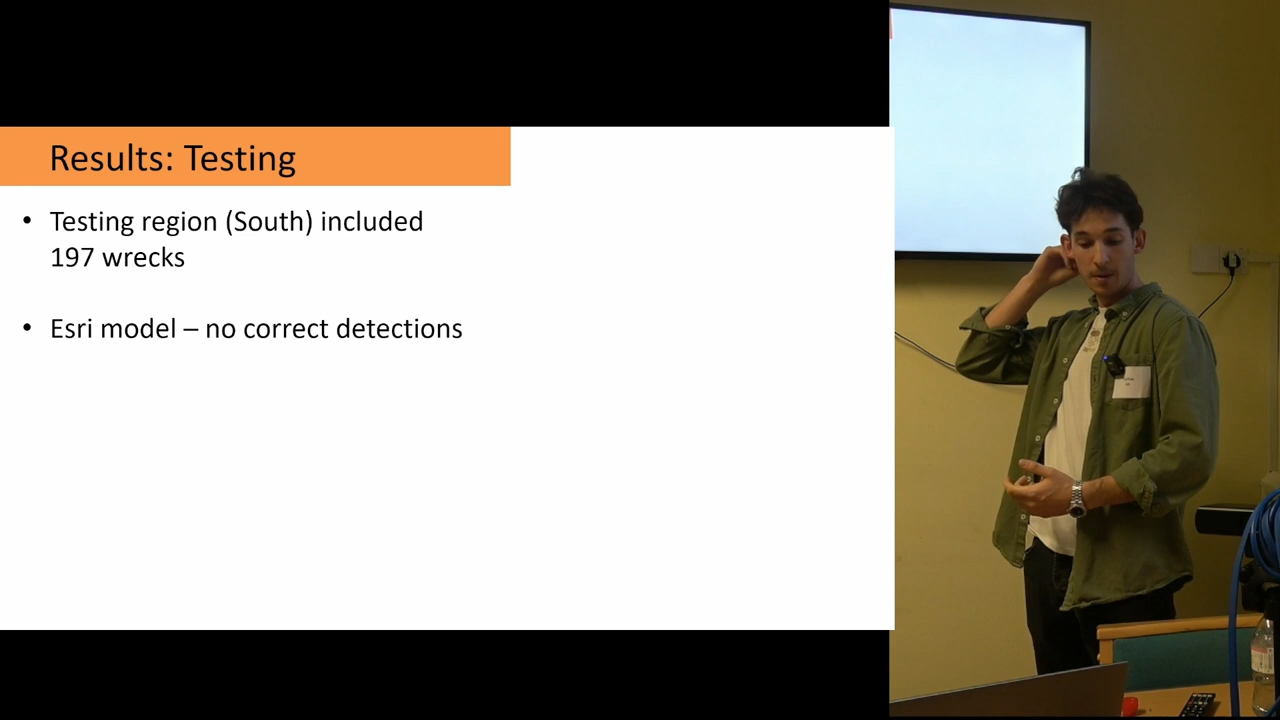 Results: Testing
• Testing region (South) included
197 wrecks
• Esri model – no correct detections